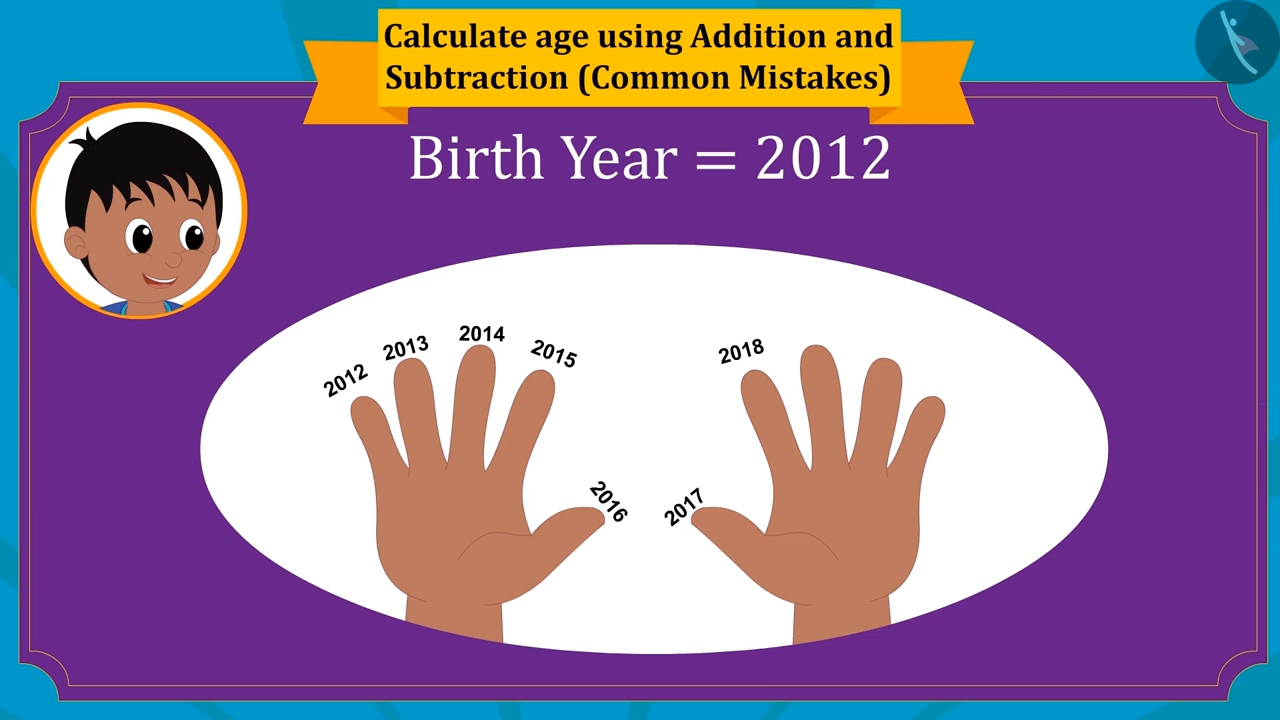 Calculate age using Addition and
Subtraction (Common Mistakes)
Birth Year = 2012
2012
2013
2014
2015
2016
2017
2018